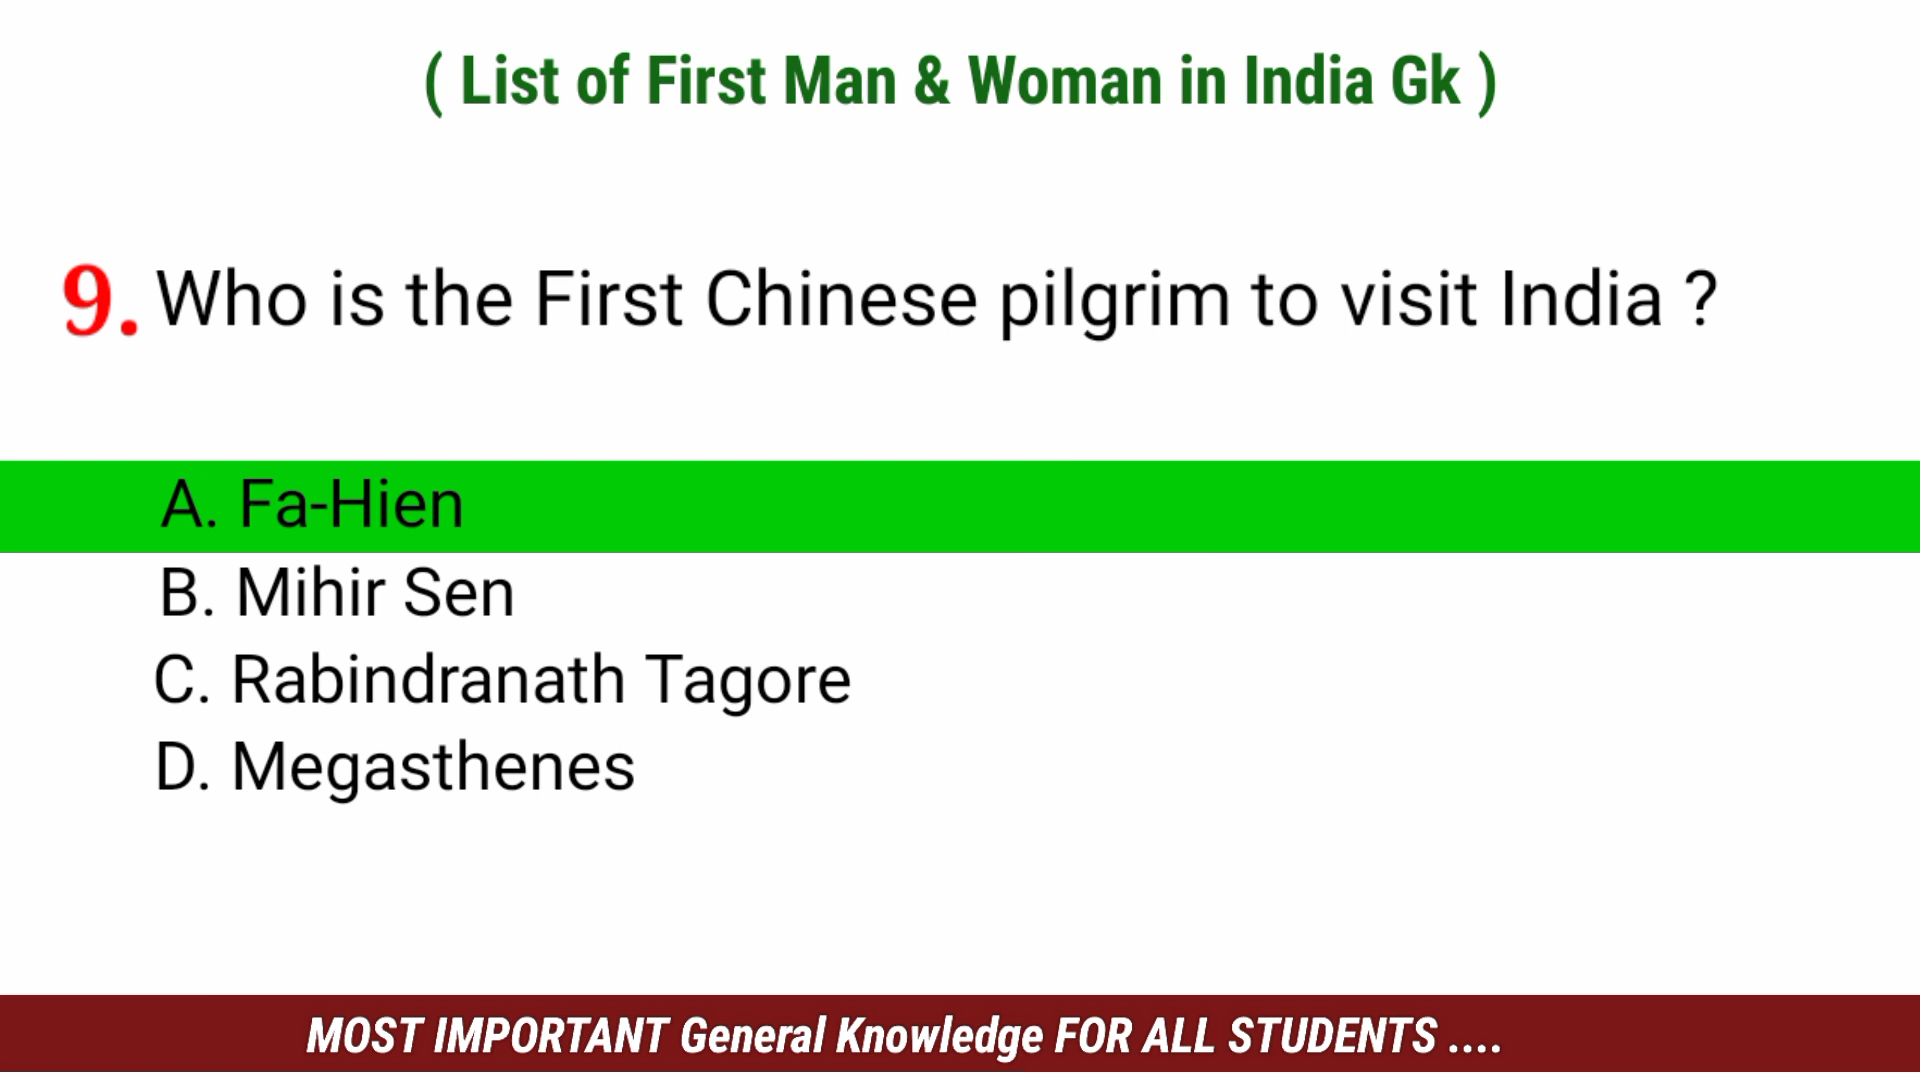 ( List of First Man & Woman in India Gk )
9. Who is the First Chinese pilgrim to visit India ?
A. Fa-Hien
B. Mihir Sen
C. Rabindranath Tagore
D. Megasthenes
MOST IMPORTANT General Knowledge FOR ALL STUDENTS ....